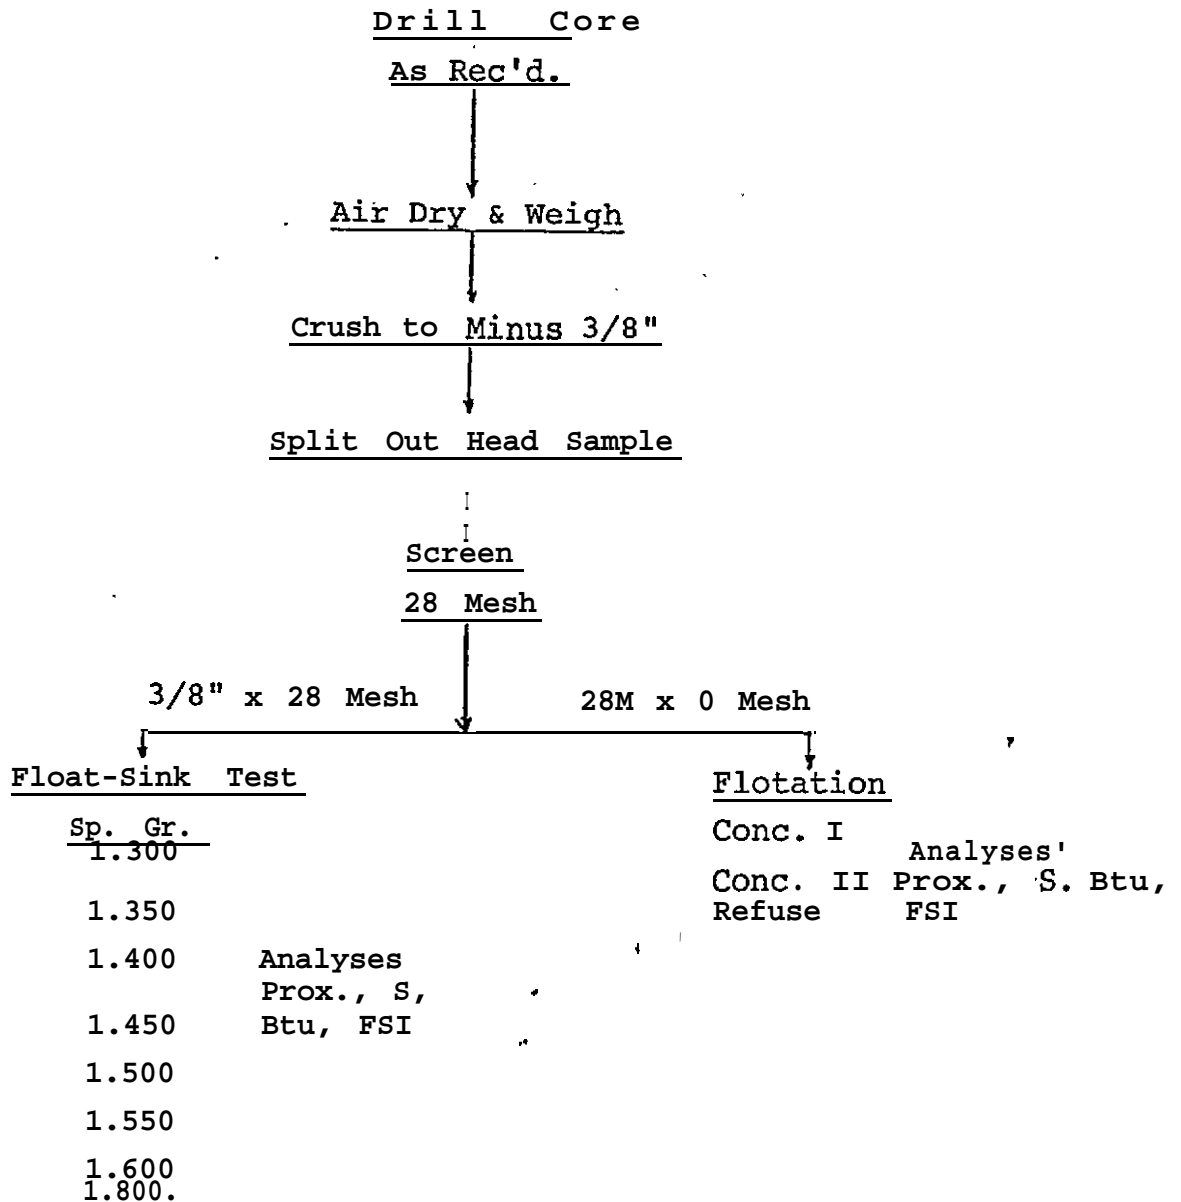 Drill Core
As Rec'd.
Air Dry & Weigh
Crush to Minus 3/8"
Split Out Head Sample
Screen
28 Mesh
3/8" x 28 Mesh
28M x 0 Mesh
Float-Sink Test
Sp. Gr.
1.300
1.350
1.400
1.450
1.500
1.550
1.600
1.800.
Analyses
Prox., S,
Btu, FSI
Flotation
Conc. I
Conc. II
Refuse
Analyses'
Prox., S. Btu,
FSI